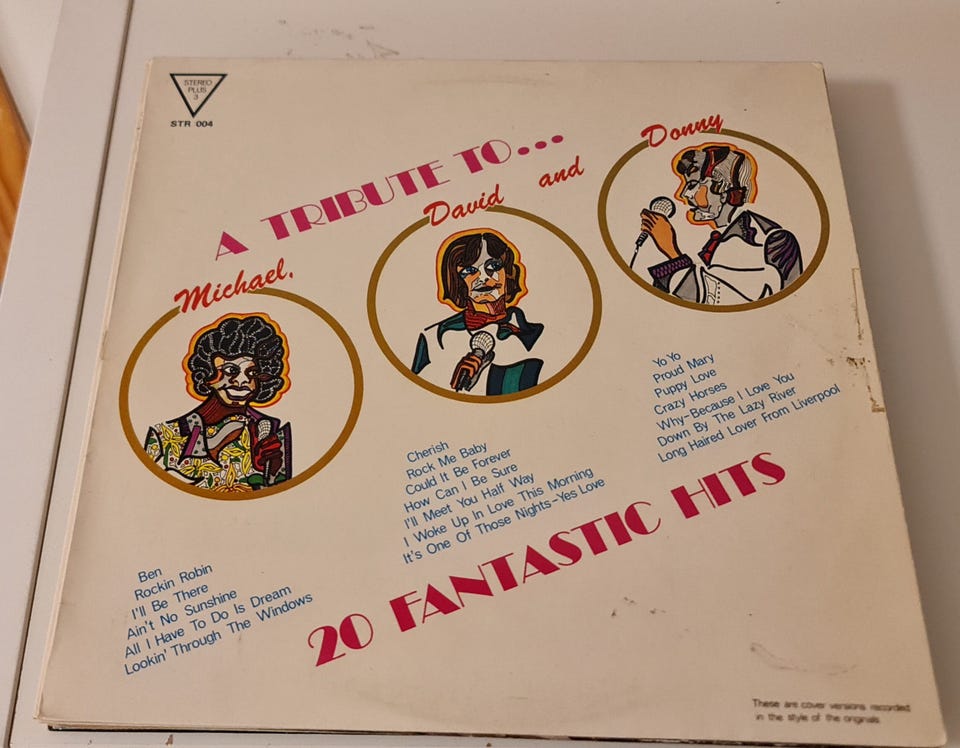 STEREO
PLUS
3
STR 004
A TRIBUTE TO...
Michael,
David and
Donny
Ben
Rockin Robin
I'll Be There
Ain't No Sunshine
All I Have To Do Is Dream
Lookin' Through The Windows
Cherish
Rock Me Baby
Could It Be Forever
How Can I Be Sure
I'll Meet You Half Way
I Woke Up In Love This Morning
It's One Of Those Nights-Yes Love
Yo Yo
Proud Mary
Puppy Love
Crazy Horses
Why-Because I Love You
Down By The Lazy River
Long Haired Lover From Liverpool
20 FANTASTIC HITS
These are cover versions recorded
in the style of the originals